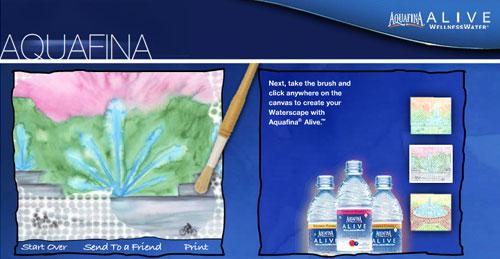 AQUAFINA ALIVE
WELLNESSWATER
AQUAFINA
Next, take the brush and
click anywhere on the
canvas to create your
Waterscape with
Aquafina® Alive.™
AQUAFINA AQUAFINA AQUAFINA
ALIVE ALIVE ALIVE
Start Over Send To a Friend Print